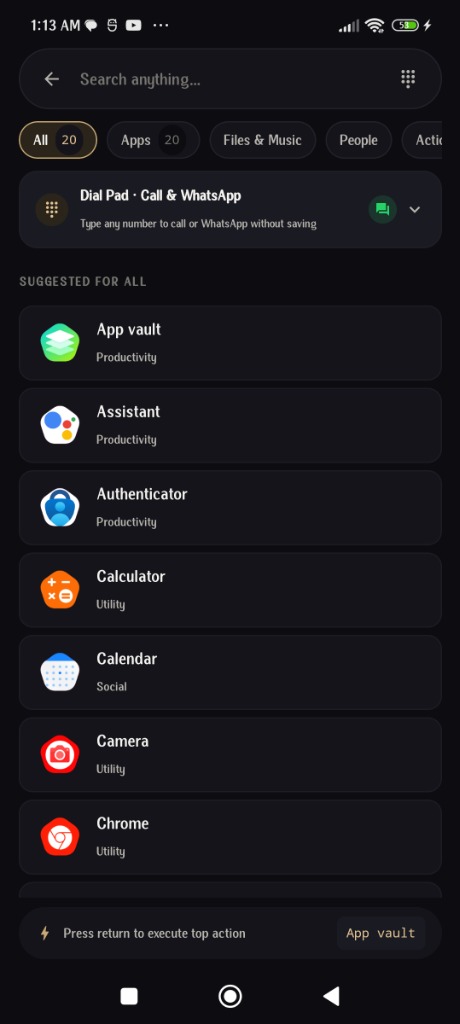 1:13 AM
53
Search anything...
All 20
Apps 20
Files & Music
People
Actio
Dial Pad · Call & WhatsApp
Type any number to call or WhatsApp without saving
SUGGESTED FOR ALL
App vault
Productivity
Assistant
Productivity
Authenticator
Productivity
Calculator
Utility
Calendar
Social
Camera
Utility
Chrome
Utility
Press return to execute top action
App vault